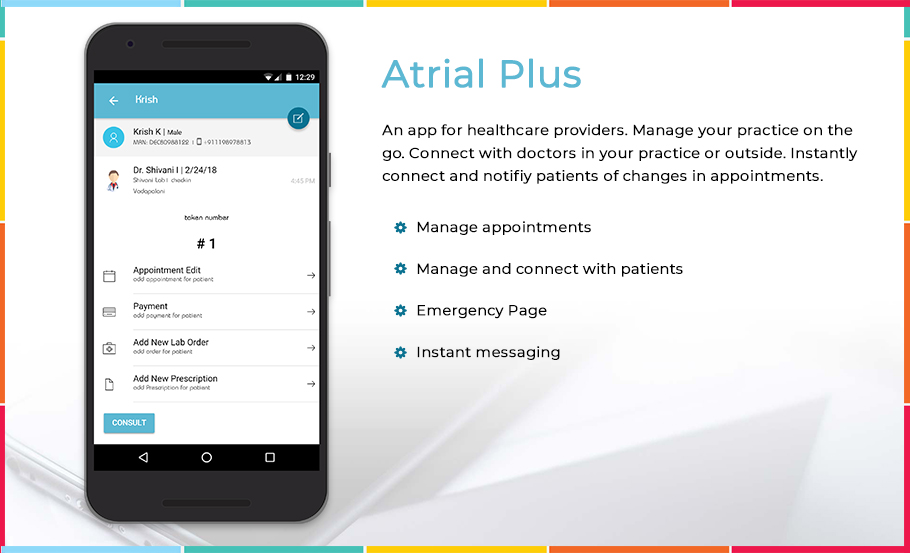 12:29
Krish
Krish K | Male
MRN: D6080988122 | +911198978813
Dr. Shivani I | 2/24/18
Shivani Lab1 checkin
4:45 PM
Vadapalani
token number
# 1
Appointment Edit
add appointment for patient
Payment
add payment for patient
Add New Lab Order
add order for patient
Add New Prescription
add Prescription for patient
CONSULT
Atrial Plus
An app for healthcare providers. Manage your practice on the
go. Connect with doctors in your practice or outside. Instantly
connect and notifiy patients of changes in appointments.
Manage appointments
Manage and connect with patients
Emergency Page
Instant messaging